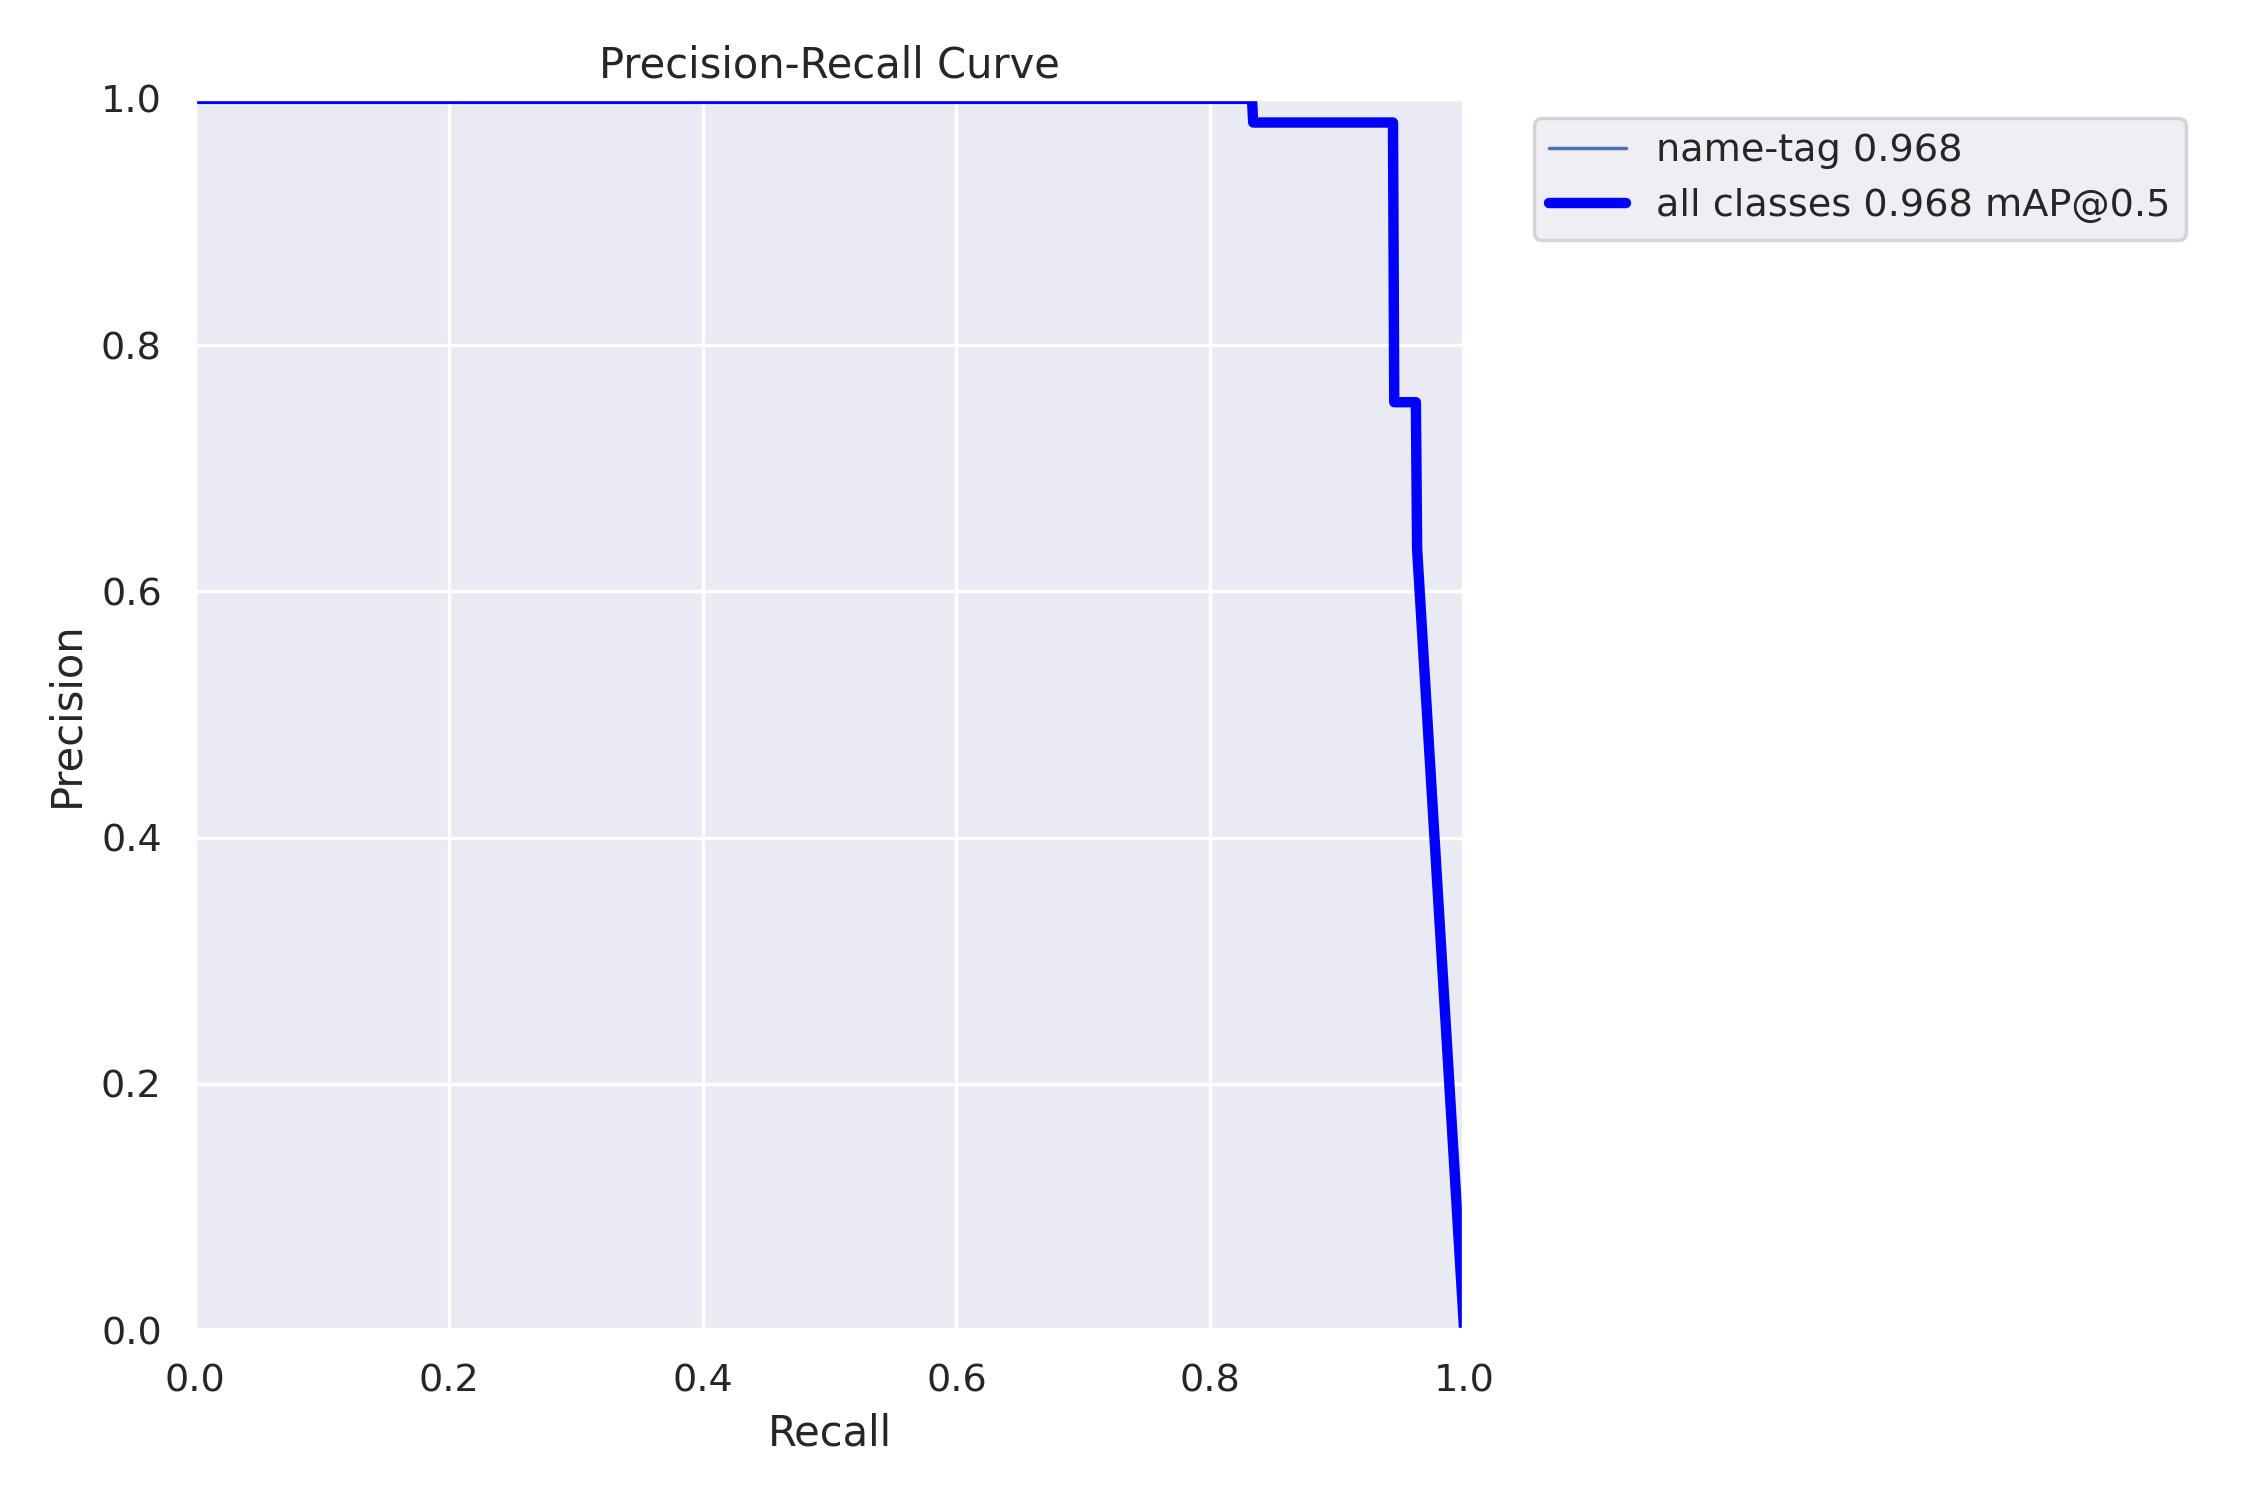 Precision-Recall Curve
1.0
0.8
0.6
0.4
0.2
0.0
Precision
0.0 0.2 0.4 0.6 0.8 1.0
Recall
name-tag 0.968
all classes 0.968 mAP@0.5